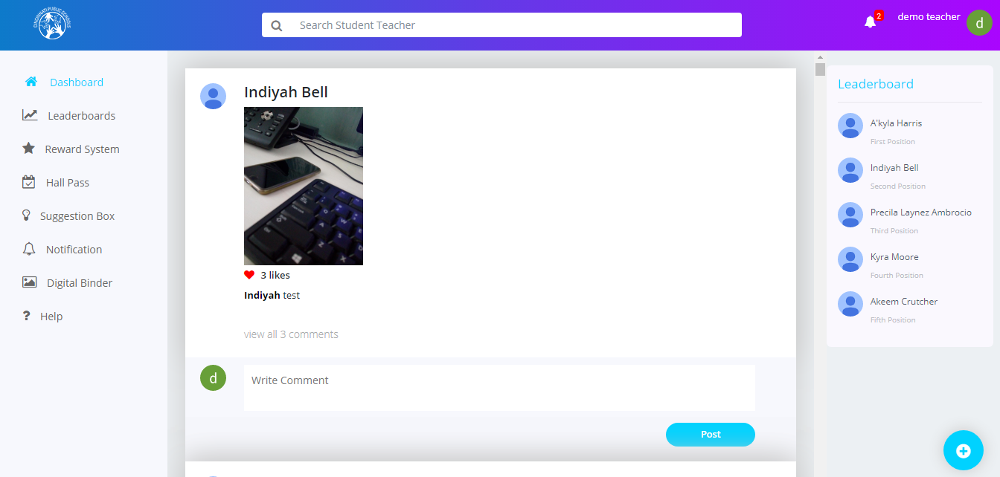 CINCINNATI PUBLIC SCHOOLS
Search Student Teacher
2
demo teacher
d
Dashboard
Leaderboards
Reward System
Hall Pass
Suggestion Box
Notification
Digital Binder
Help
Indiyah Bell
3 likes
Indiyah test
view all 3 comments
d
Write Comment
Post
Leaderboard
A'kyla Harris
First Position
Indiyah Bell
Second Position
Precila Laynez Ambrocio
Third Position
Kyra Moore
Fourth Position
Akeem Crutcher
Fifth Position